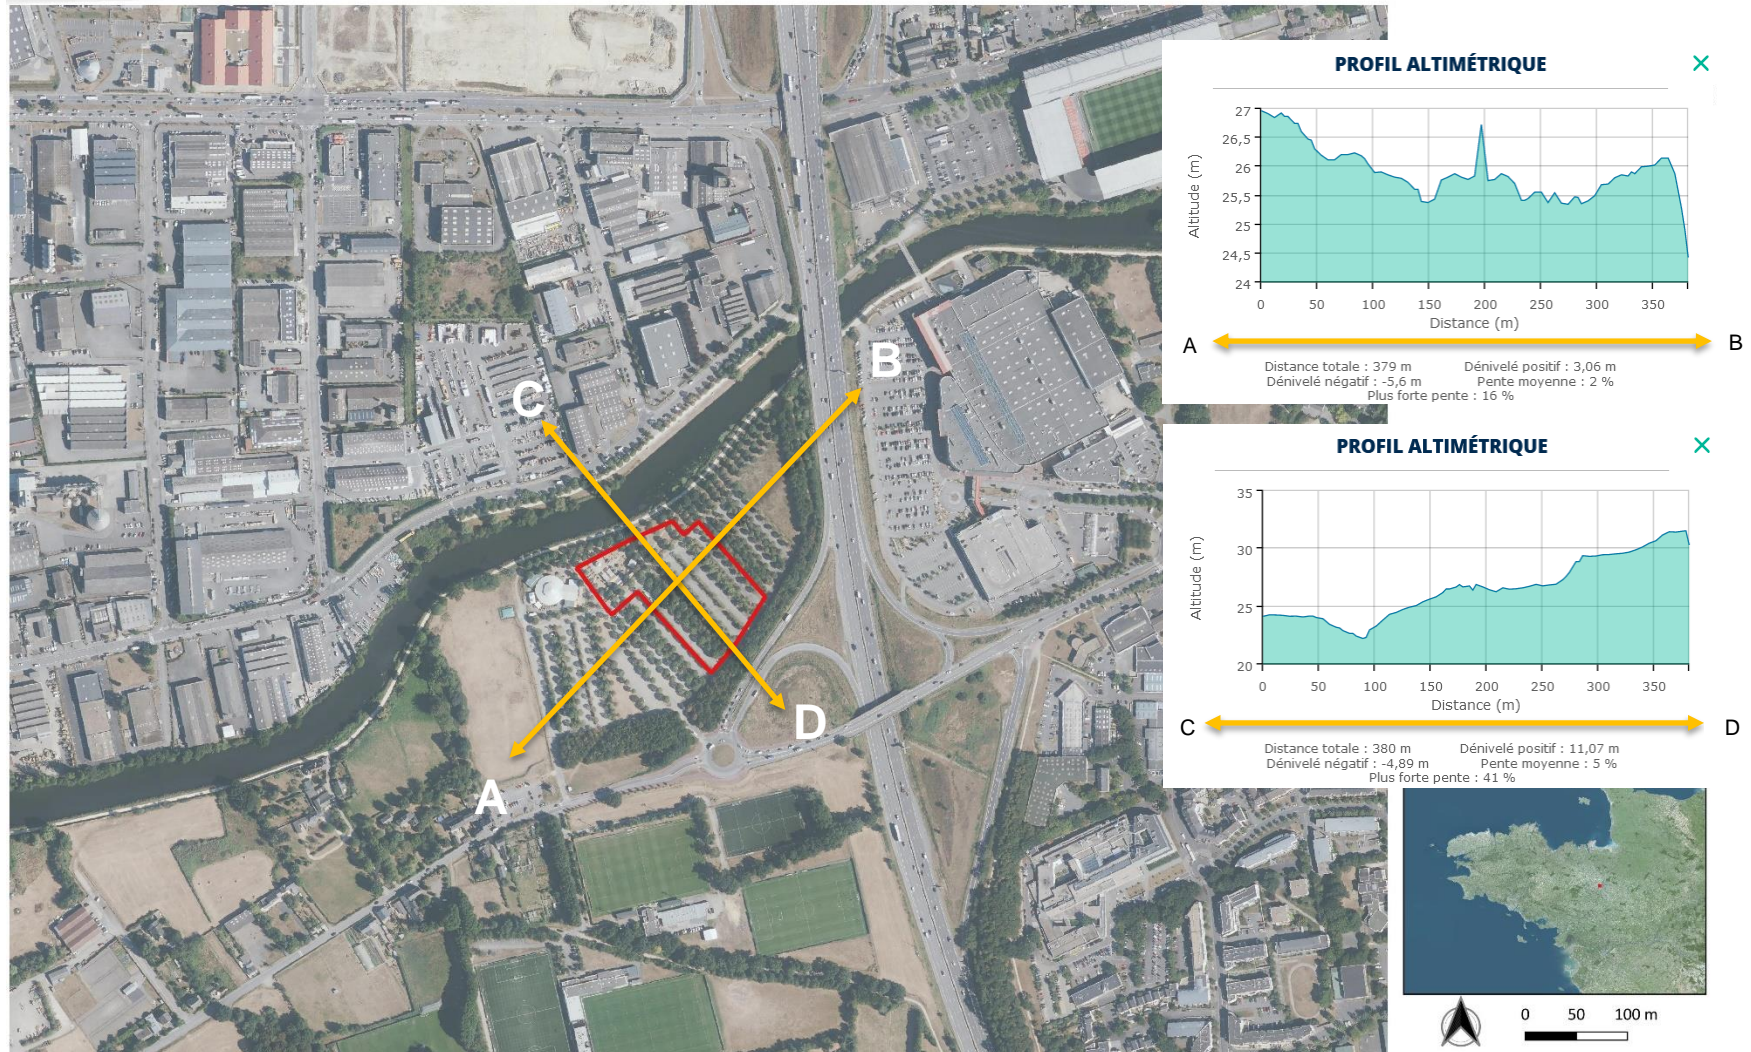 PROFIL ALTIMÉTRIQUE
Altitude (m)
27
26,5
26
25,5
25
24,5
24
0 50 100 150 200 250 300 350
Distance (m)
A B
Distance totale : 379 m Dénivelé positif : 3,06 m
Dénivelé négatif : -5,6 m Pente moyenne : 2 %
Plus forte pente : 16 %
B
C
D
A
PROFIL ALTIMÉTRIQUE
Altitude (m)
35
30
25
20
0 50 100 150 200 250 300 350
Distance (m)
C D
Distance totale : 380 m Dénivelé positif : 11,07 m
Dénivelé négatif : -4,89 m Pente moyenne : 5 %
Plus forte pente : 41 %
0 50 100 m